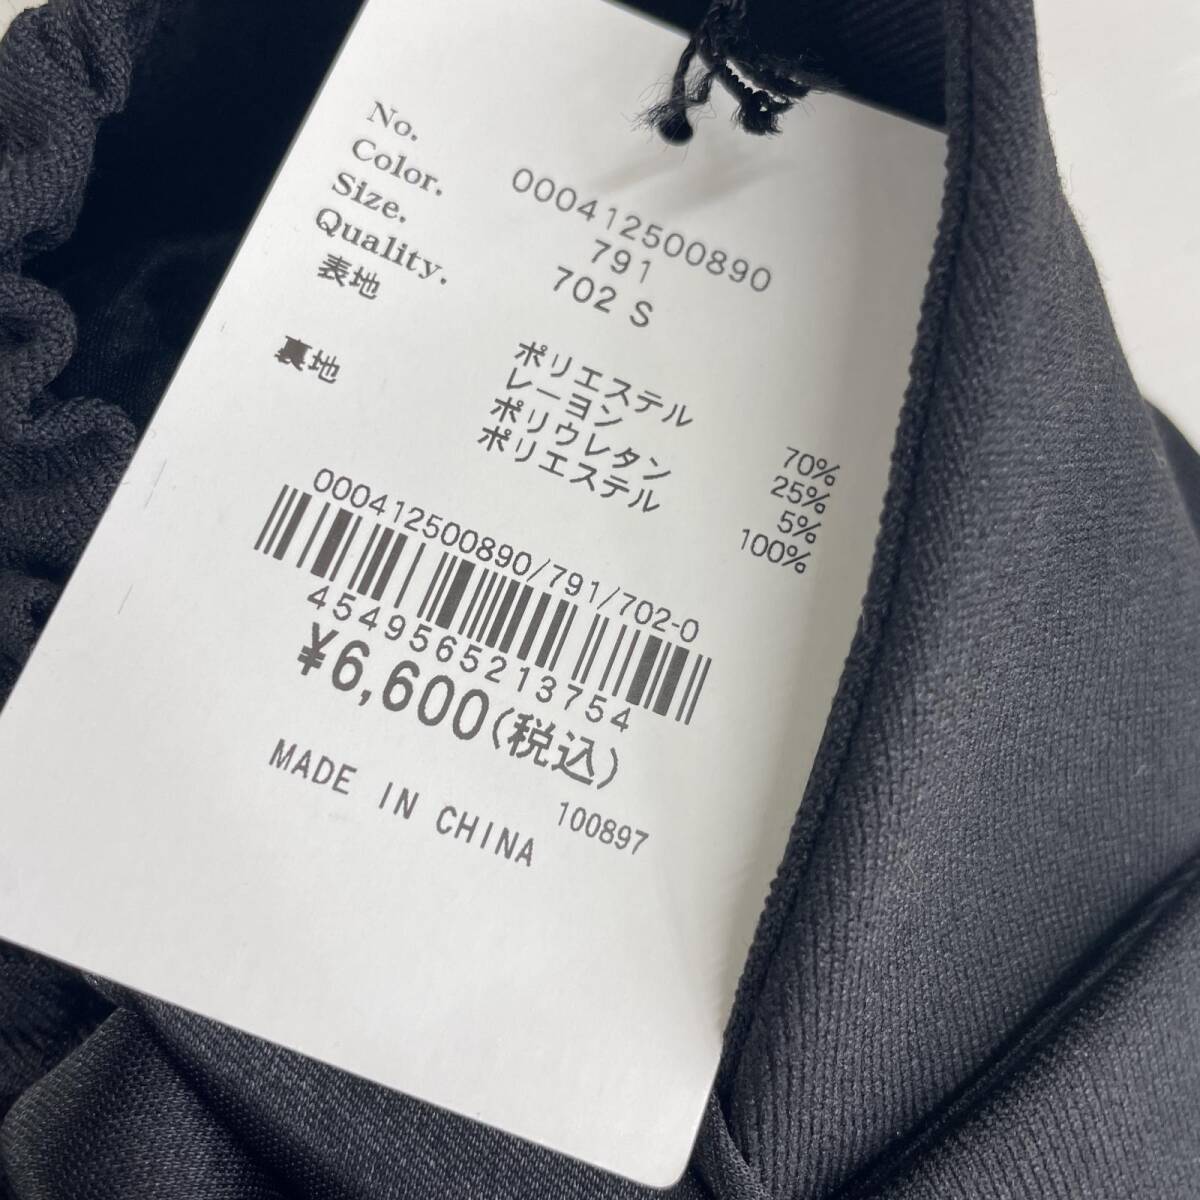 No. 000412500890
Color. 791
Size. 702 S
Quality.
表地 ポリエステル 70%
レーヨン 25%
ポリウレタン 5%
裏地 ポリエステル 100%
000412500890/791/702-0
4549565213754
¥6,600(税込)
100897
MADE IN CHINA